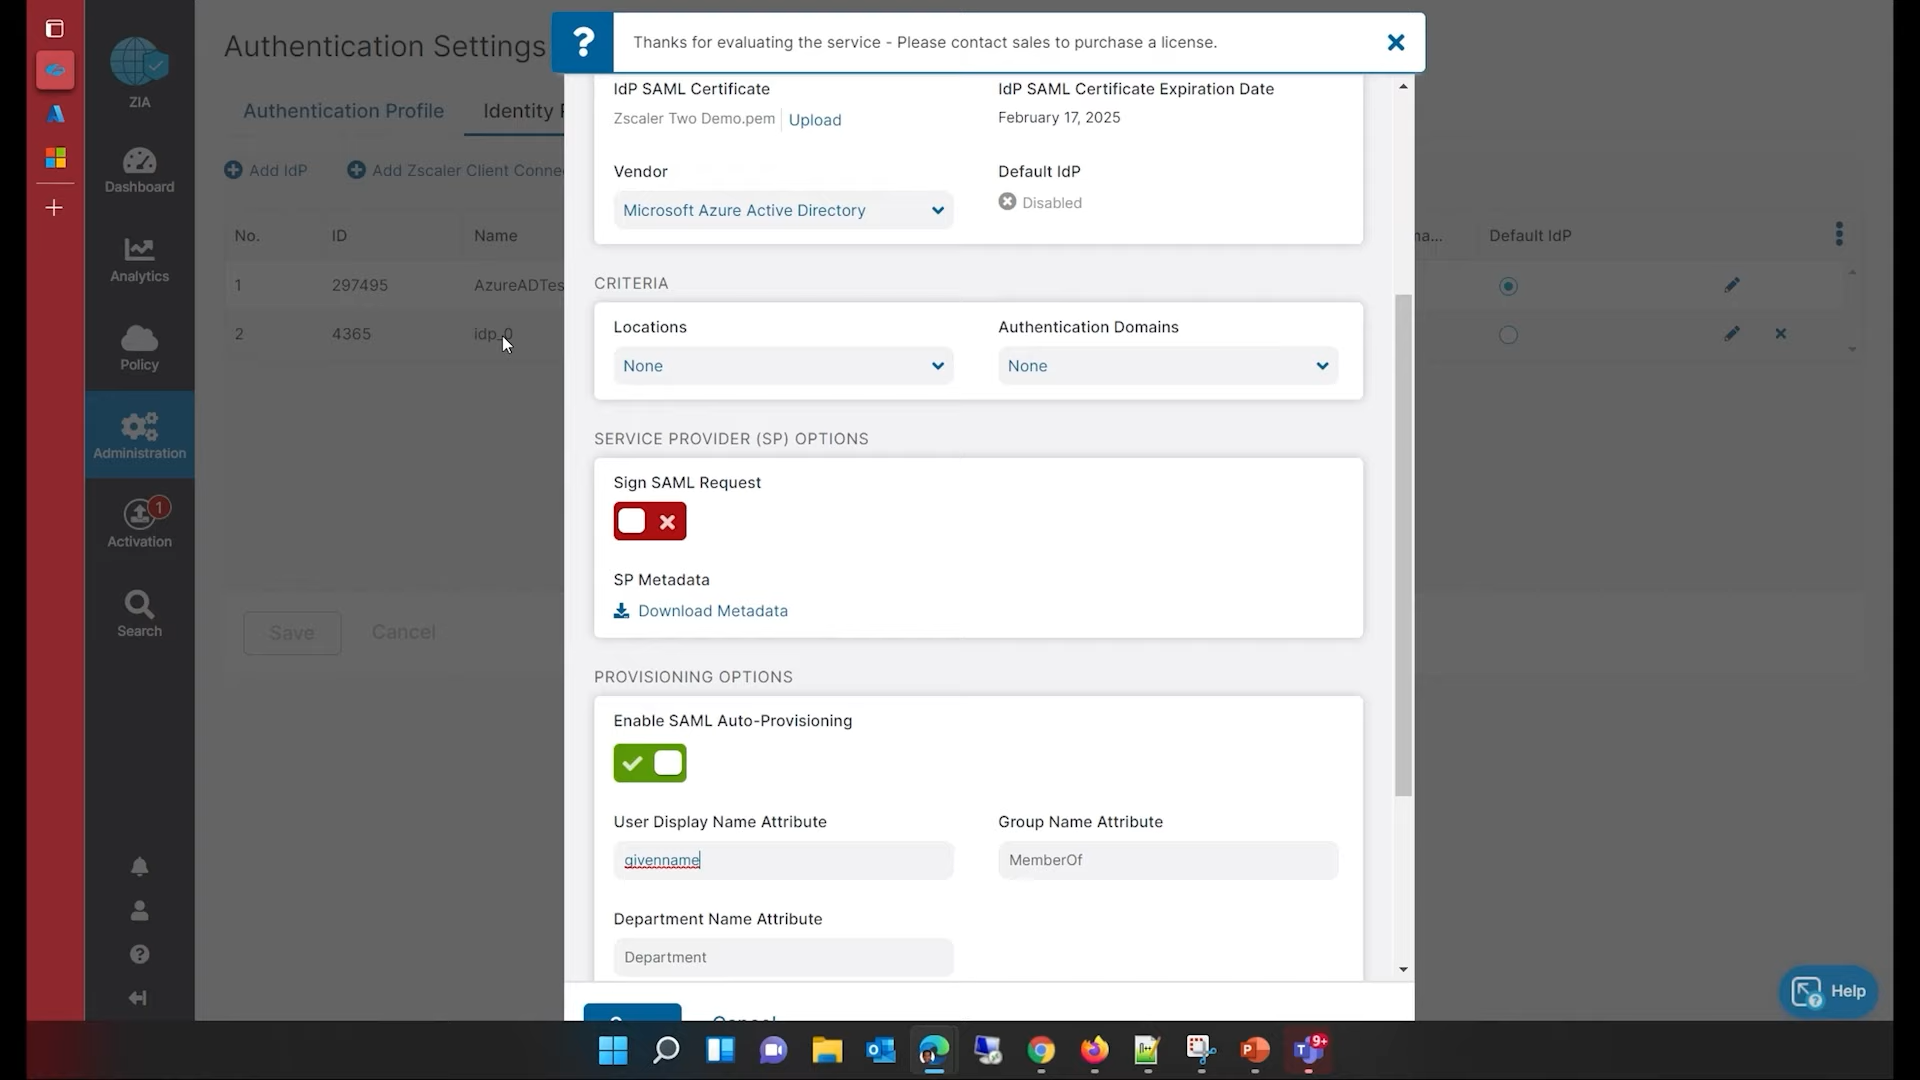 Thanks for evaluating the service - Please contact sales to purchase a license.
ZIA
Dashboard
Analytics
Policy
Administration
1
Activation
Search
Authentication Settings
Authentication Profile
Identity
Add IdP
Add Zscaler Client
No.
ID
Name
Default IdP
1
297495
2
4365
idp_0
Save
Cancel
IdP SAML Certificate
Zscaler Two Demo.pem
Upload
IdP SAML Certificate Expiration Date
February 17, 2025
Vendor
Microsoft Azure Active Directory
Default IdP
Disabled
CRITERIA
Locations
None
Authentication Domains
None
SERVICE PROVIDER (SP) OPTIONS
Sign SAML Request
SP Metadata
Download Metadata
PROVISIONING OPTIONS
Enable SAML Auto-Provisioning
User Display Name Attribute
givenname
Group Name Attribute
MemberOf
Department Name Attribute
Department
Help
9+